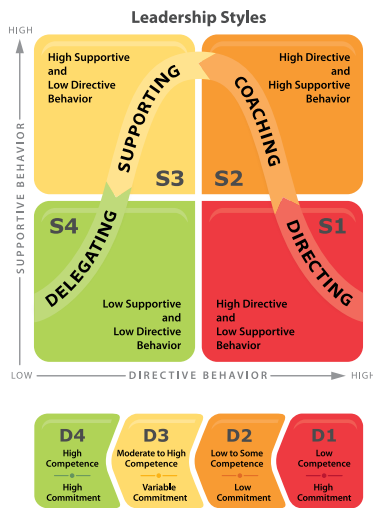 Leadership Styles
HIGH
SUPPORTIVE BEHAVIOR
High Supportive
and
Low Directive
Behavior
SUPPORTING
S3
High Directive
and
High Supportive
Behavior
COACHING
S2
S4
DELEGATING
Low Supportive
and
Low Directive
Behavior
S1
DIRECTING
High Directive
and
Low Supportive
Behavior
LOW
DIRECTIVE BEHAVIOR
HIGH
D4
High
Competence
High
Commitment
D3
Moderate to High
Competence
Variable
Commitment
D2
Low to Some
Competence
Low
Commitment
D1
Low
Competence
High
Commitment